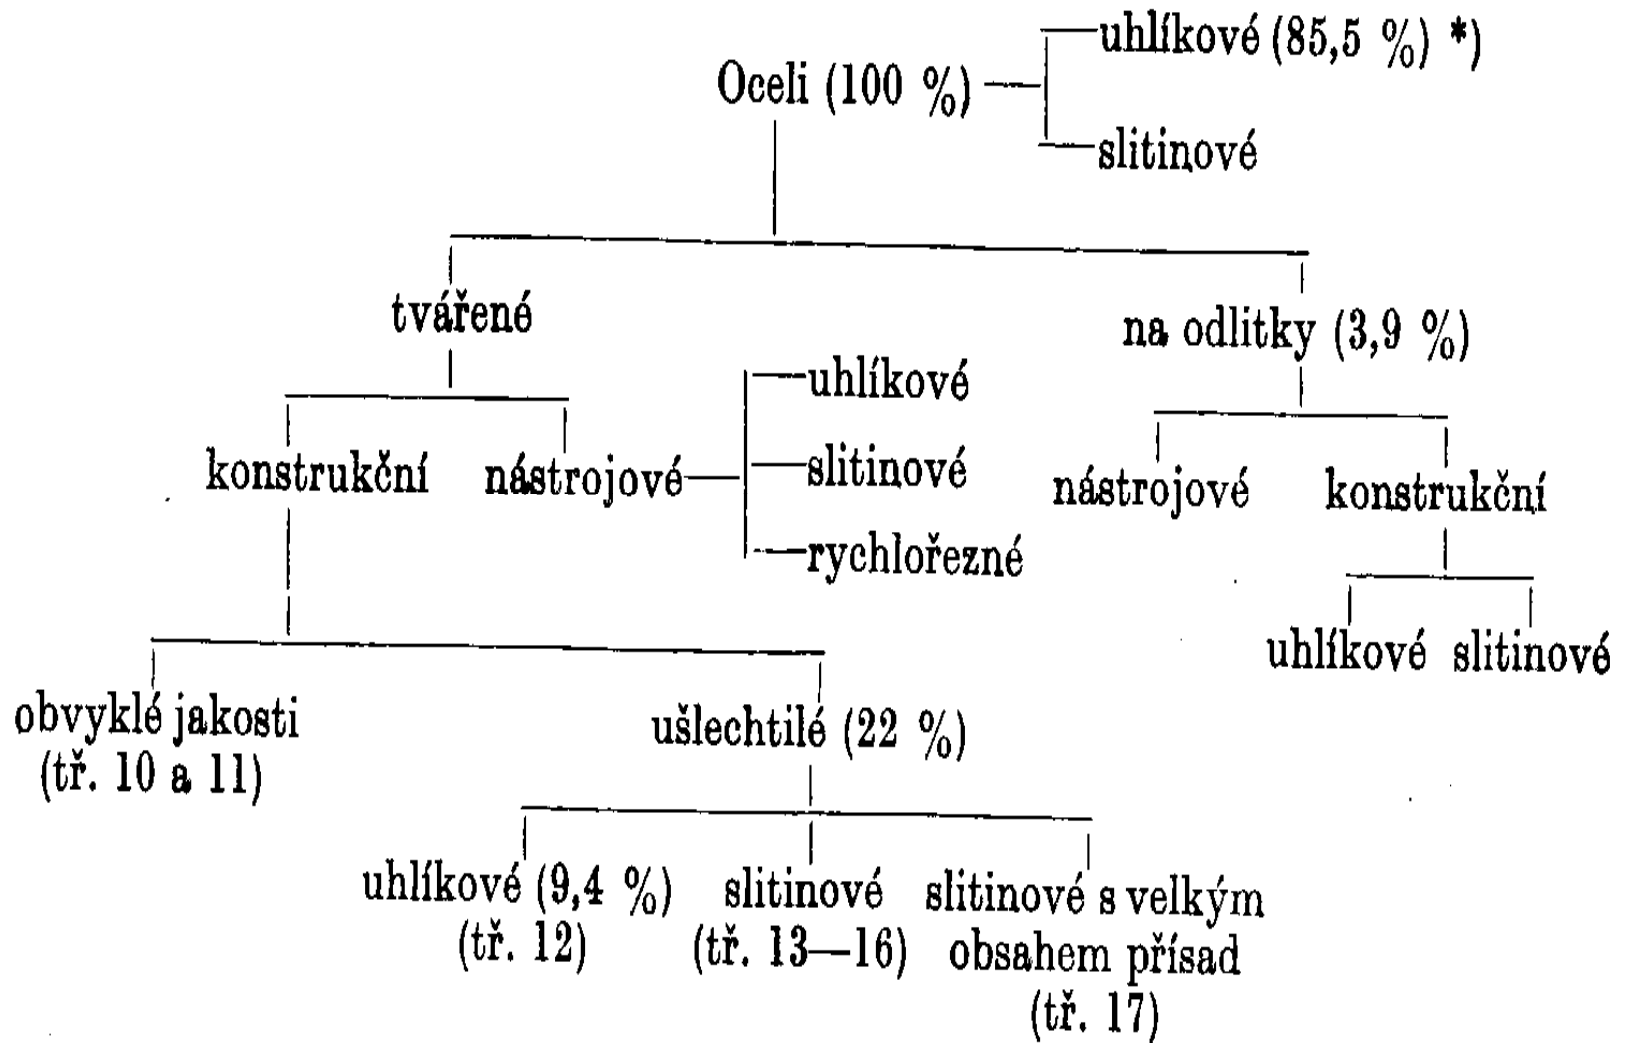 uhlíkové (85,5 %) *)
Oceli (100 %)
slitinové
tvářené
na odlitky (3,9 %)
uhlíkové
slitinové
rychlořezné
konstrukční
nástrojové
nástrojové
konstrukční
uhlíkové slitinové
obvyklé jakosti
(tř. 10 a 11)
ušlechtilé (22 %)
uhlíkové (9,4 %)
(tř. 12)
slitinové
(tř. 13—16)
slitinové s velkým
obsahem přísad
(tř. 17)